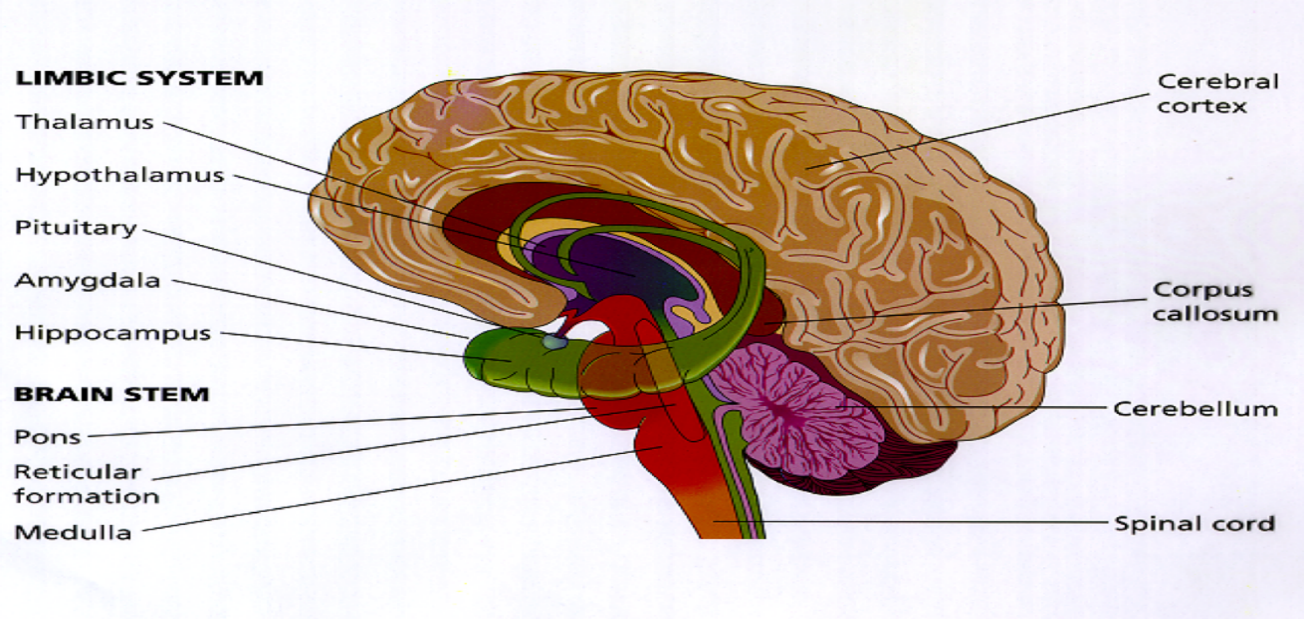 LIMBIC SYSTEM
Thalamus
Hypothalamus
Pituitary
Amygdala
Hippocampus
BRAIN STEM
Pons
Reticular
formation
Medulla
Cerebral
cortex
Corpus
callosum
Cerebellum
Spinal cord